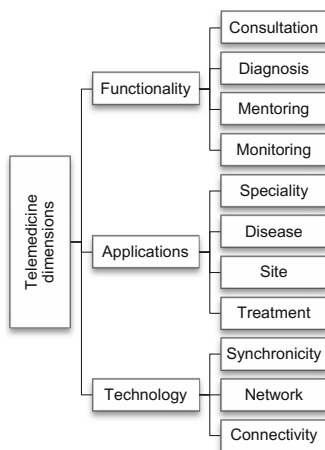 Telemedicine
dimensions
Functionality
Consultation
Diagnosis
Mentoring
Monitoring
Applications
Speciality
Disease
Site
Treatment
Technology
Synchronicity
Network
Connectivity